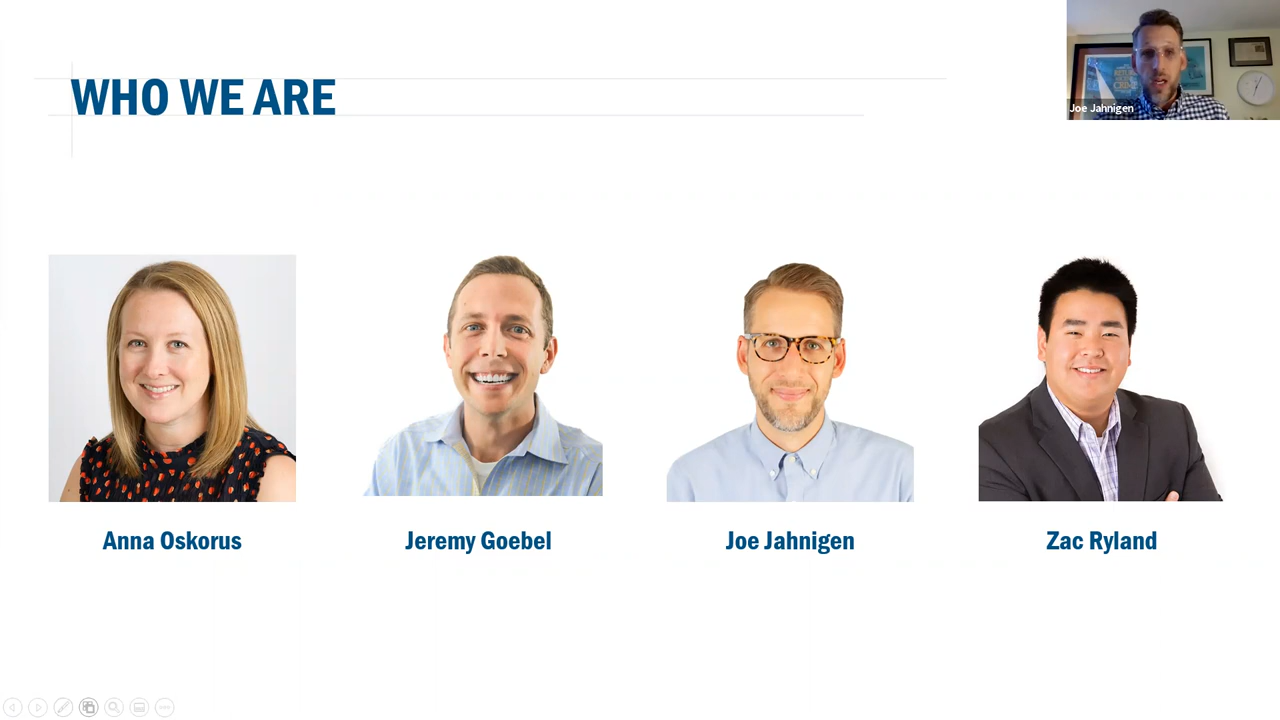 WHO WE ARE
Joe Jahnigen
Anna Oskorus
Jeremy Goebel
Joe Jahnigen
Zac Ryland